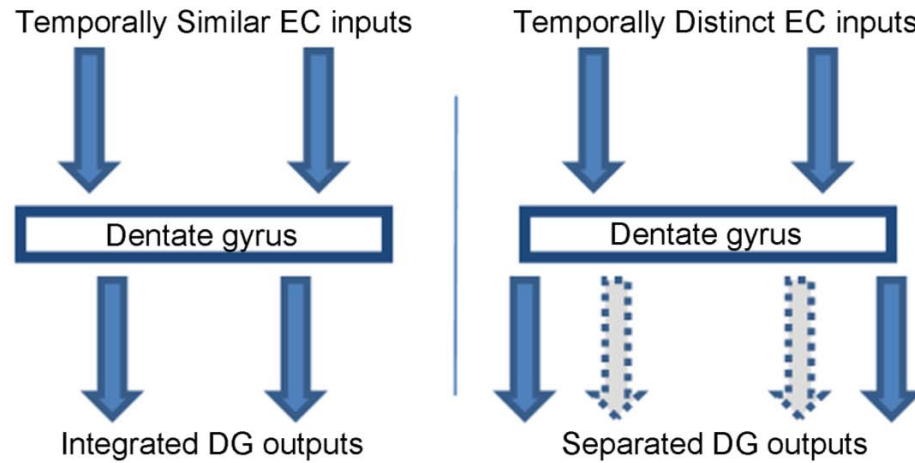 Temporally Similar EC inputs
Dentate gyrus
Integrated DG outputs
Temporally Distinct EC inputs
Dentate gyrus
Separated DG outputs